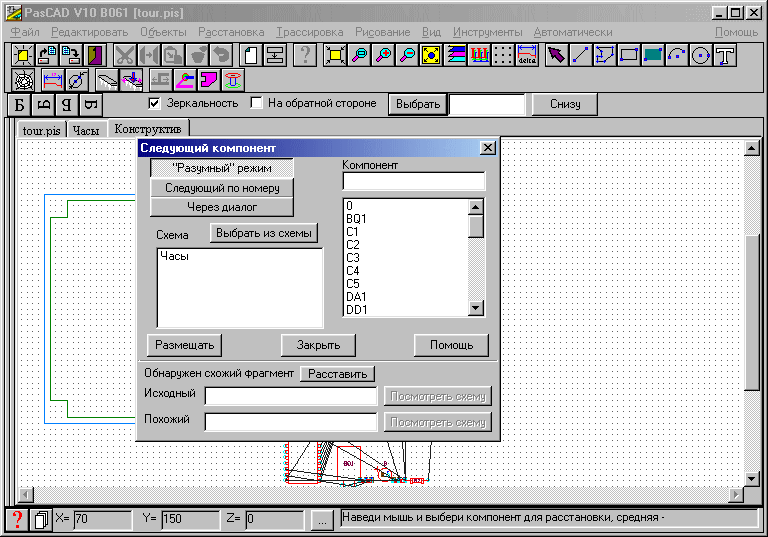 PasCAD V10 B061 [tour.pis]
Файл Редактировать Объекты Расстановка Трассировка Рисование Вид Инструменты Автоматически Помощь
delta
Б Б Я Б Зеркальность На обратной стороне Выбрать Снизу
tour.pis Часы Конструктив
Следующий компонент
"Разумный" режим
Следующий по номеру
Через диалог
Компонент
Схема Выбрать из схемы
Часы
0
BQ1
C1
C2
C3
C4
C5
DA1
DD1
Размещать Закрыть Помощь
Обнаружен схожий фрагмент Расставить
Исходный Посмотреть схему
Похожий Посмотреть схему
BQ1
X= 70 Y= 150 Z= 0 ... Наведи мышь и выбери компонент для расстановки, средняя -